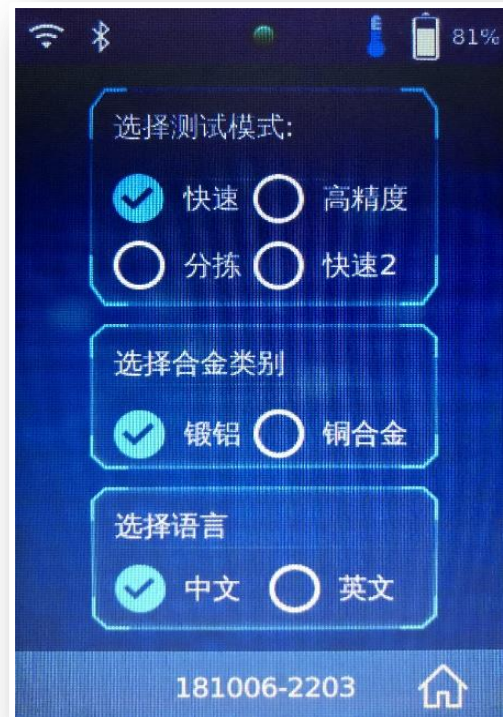 81%
选择测试模式:
快速 高精度
分拣 快速2
选择合金类别
锻铝 铜合金
选择语言
中文 英文
181006-2203